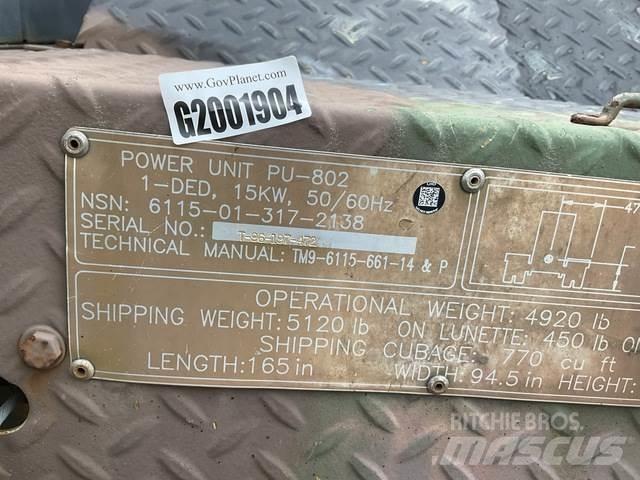 www.GovPlanet.com
G2001904
POWER UNIT PU-802
1-DED, 15KW, 50/60Hz
NSN: 6115-01-317-2138
SERIAL NO.:
TECHNICAL MANUAL: TM9-6115-661-14 & P
47
OPERATIONAL WEIGHT: 4920 lb
SHIPPING WEIGHT: 5120 lb ON LUNETTE: 450 lb
SHIPPING CUBAGE: 770 cu ft
LENGTH: 165 in WIDTH: 94.5 in HEIGHT:
RITCHIE BROS.
MASCUS